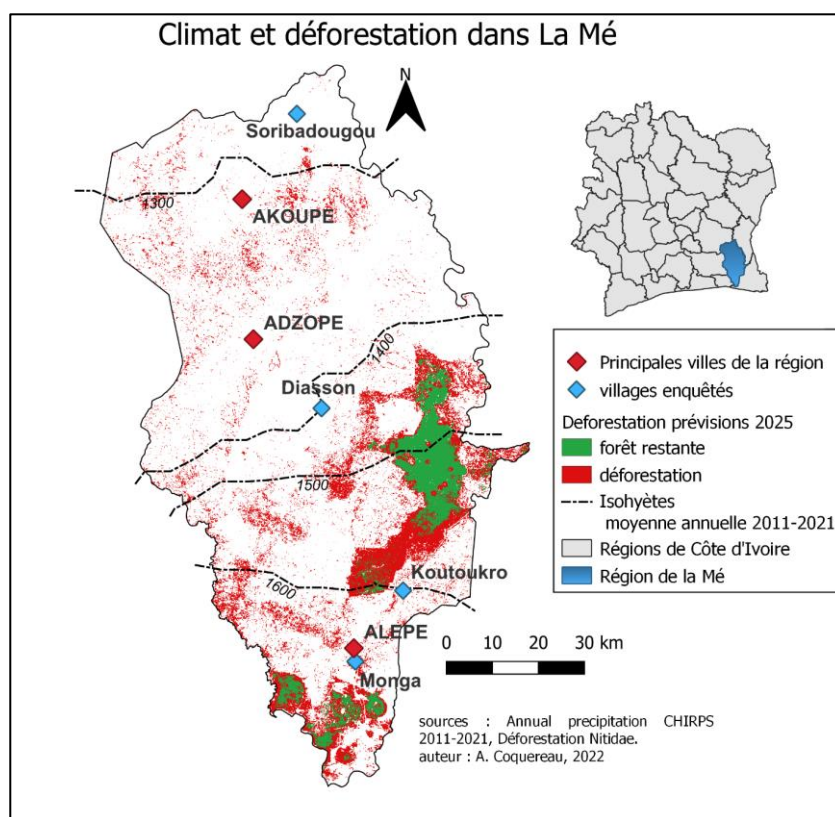 Climat et déforestation dans La Mé
N
Soribadougou
1300
AKOUPE
ADZOPE
1400
Diasson
1500
Koutoukro
1600
ALEPE
Monga
Principales villes de la région
villages enquêtés
Deforestation prévisions 2025
forêt restante
déforestation
Isohyètes
moyenne annuelle 2011-2021
Régions de Côte d'Ivoire
Région de la Mé
0 10 20 30 km
sources : Annual precipitation CHIRPS
2011-2021, Déforestation Nitidae.
auteur : A. Coquereau, 2022